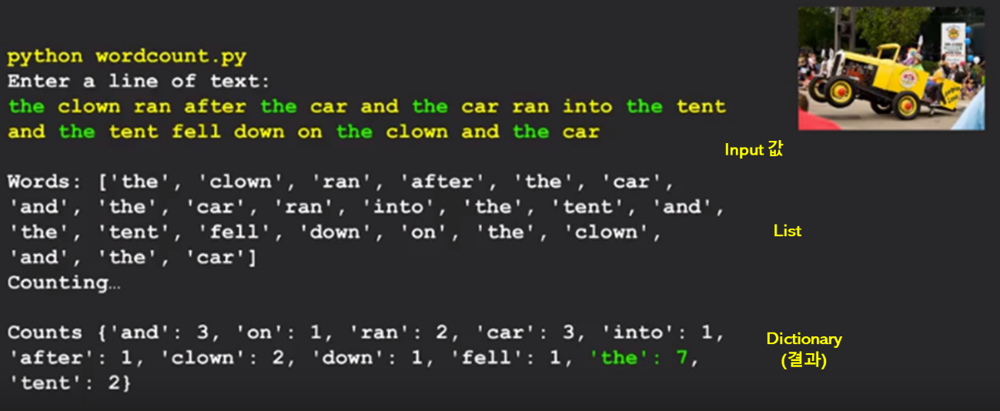 python wordcount.py
Enter a line of text:
the clown ran after the car and the car ran into the tent
and the tent fell down on the clown and the car
Input 값
Words: ['the', 'clown', 'ran', 'after', 'the', 'car',
'and', 'the', 'car', 'ran', 'into', 'the', 'tent', 'and',
'the', 'tent', 'fell', 'down', 'on', 'the', 'clown',
'and', 'the', 'car']
List
Counting…
Counts {'and': 3, 'on': 1, 'ran': 2, 'car': 3, 'into': 1,
'after': 1, 'clown': 2, 'down': 1, 'fell': 1, 'the': 7,
'tent': 2}
Dictionary
(결과)